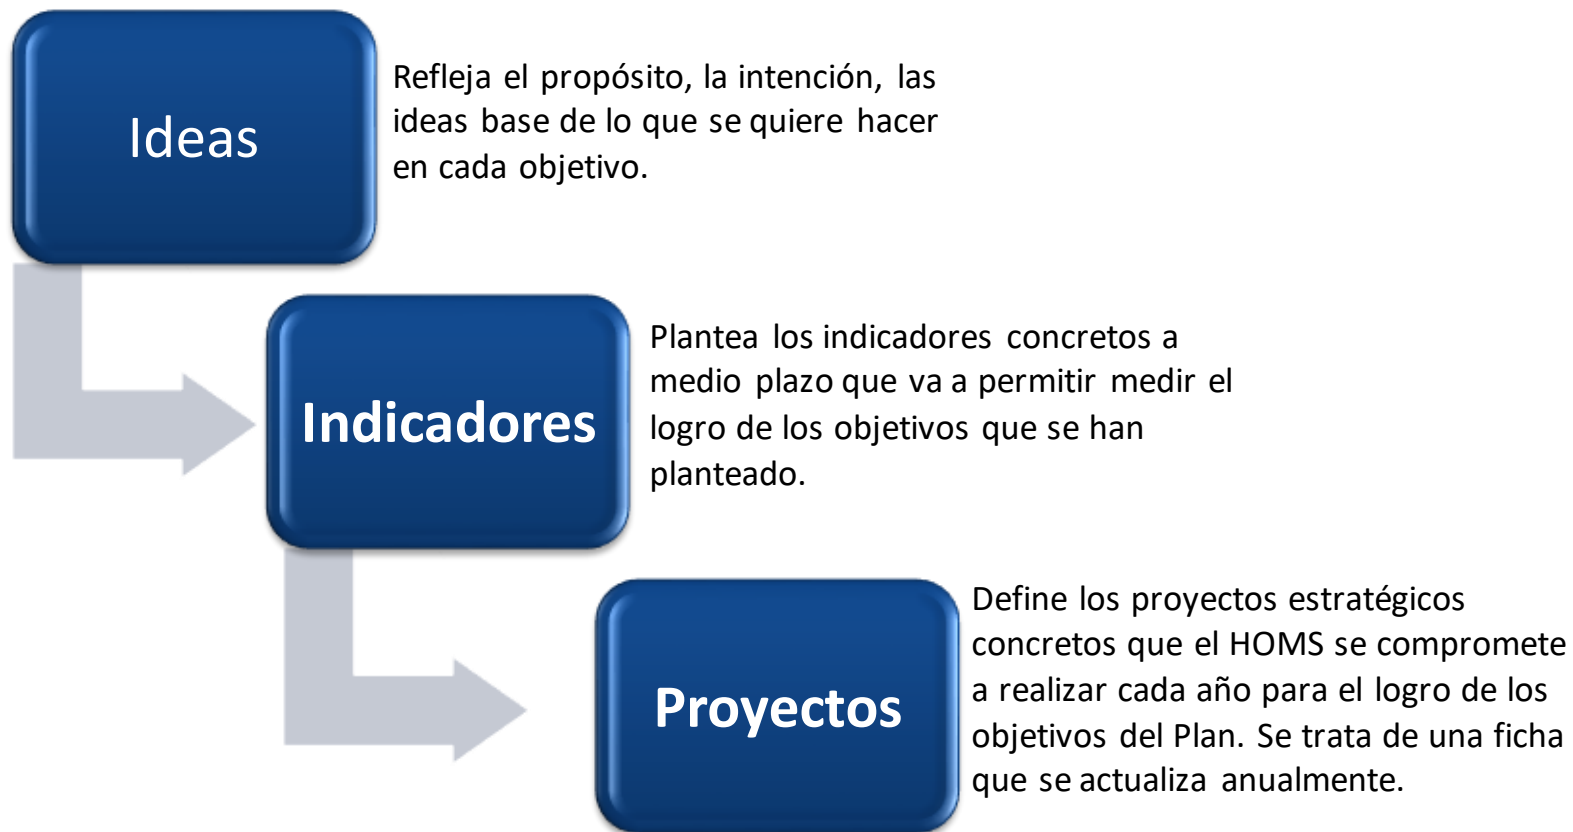 Ideas
Refleja el propósito, la intención, las
ideas base de lo que se quiere hacer
en cada objetivo.
Indicadores
Plantea los indicadores concretos a
medio plazo que va a permitir medir el
logro de los objetivos que se han
planteado.
Proyectos
Define los proyectos estratégicos
concretos que el HOMS se compromete
a realizar cada año para el logro de los
objetivos del Plan. Se trata de una ficha
que se actualiza anualmente.